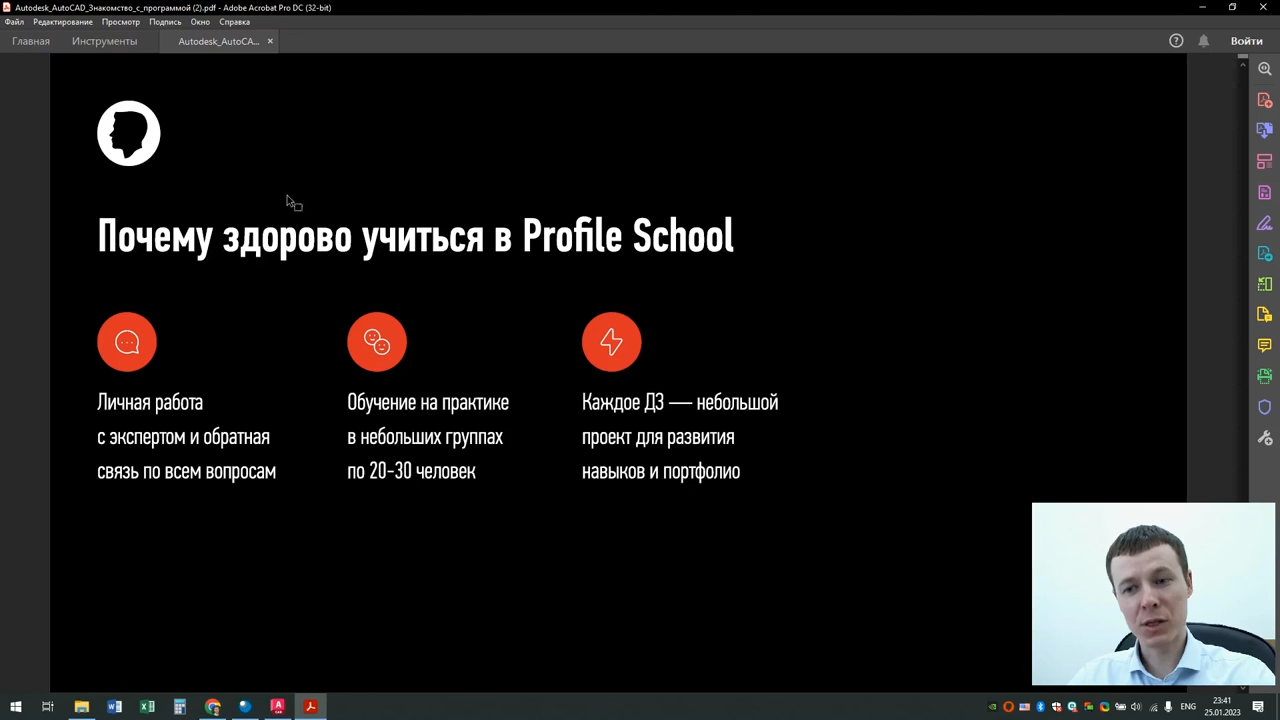 Autodesk_AutoCAD_Знакомство_с_программой (2).pdf - Adobe Acrobat Pro DC (32-bit)
Файл Редактирование Просмотр Подпись Окно Справка
Главная Инструменты Autodesk_AutoCA... × Войти
Почему здорово учиться в Profile School
Личная работа
с экспертом и обратная
связь по всем вопросам
Обучение на практике
в небольших группах
по 20-30 человек
Каждое ДЗ — небольшой
проект для развития
навыков и портфолио
ENG
23:41
25.01.2023